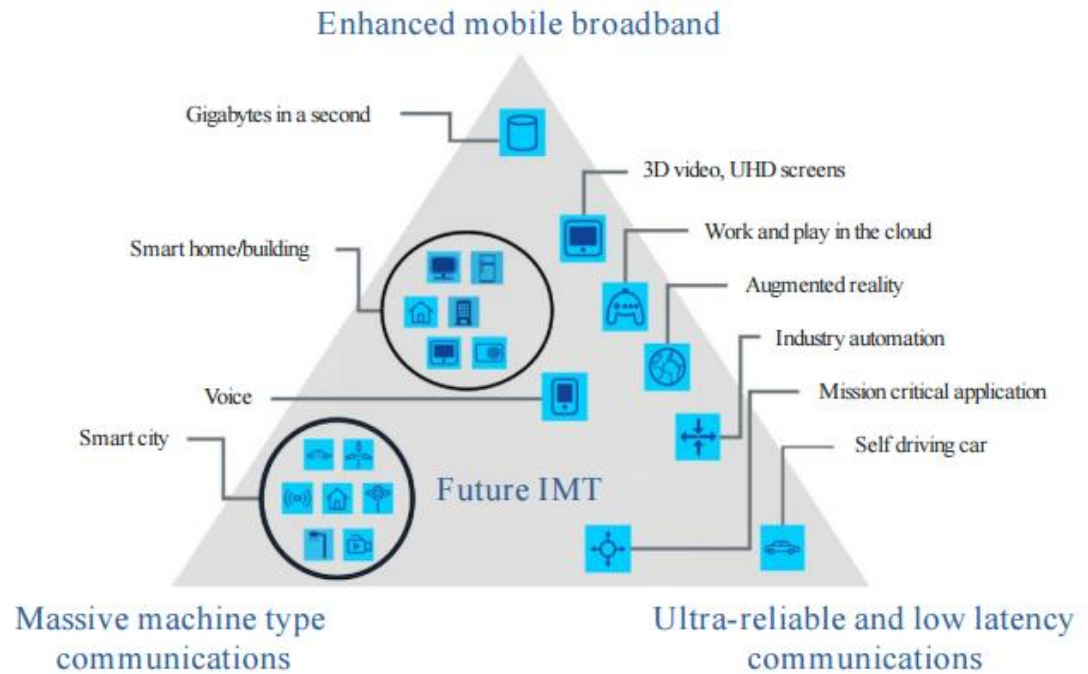 Enhanced mobile broadband
Gigabytes in a second
3D video, UHD screens
Work and play in the cloud
Smart home/building
Augmented reality
Industry automation
Mission critical application
Voice
Smart city
Self driving car
Future IMT
Massive machine type
communications
Ultra-reliable and low latency
communications